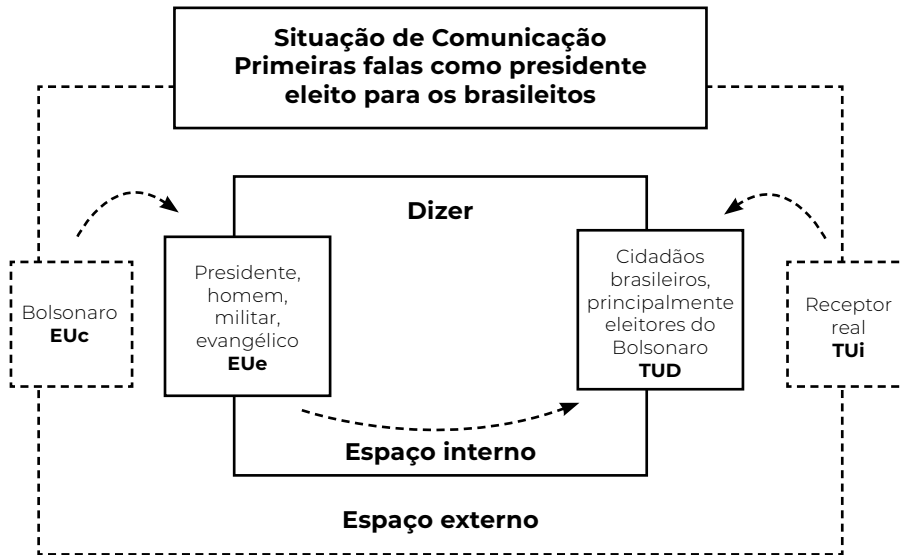 Situação de Comunicação
Primeiras falas como presidente
eleito para os brasileitos
Dizer
Bolsonaro
EUc
Presidente,
homem,
militar,
evangélico
EUe
Cidadãos
brasileiros,
principalmente
eleitores do
Bolsonaro
TUD
Receptor
real
TUi
Espaço interno
Espaço externo